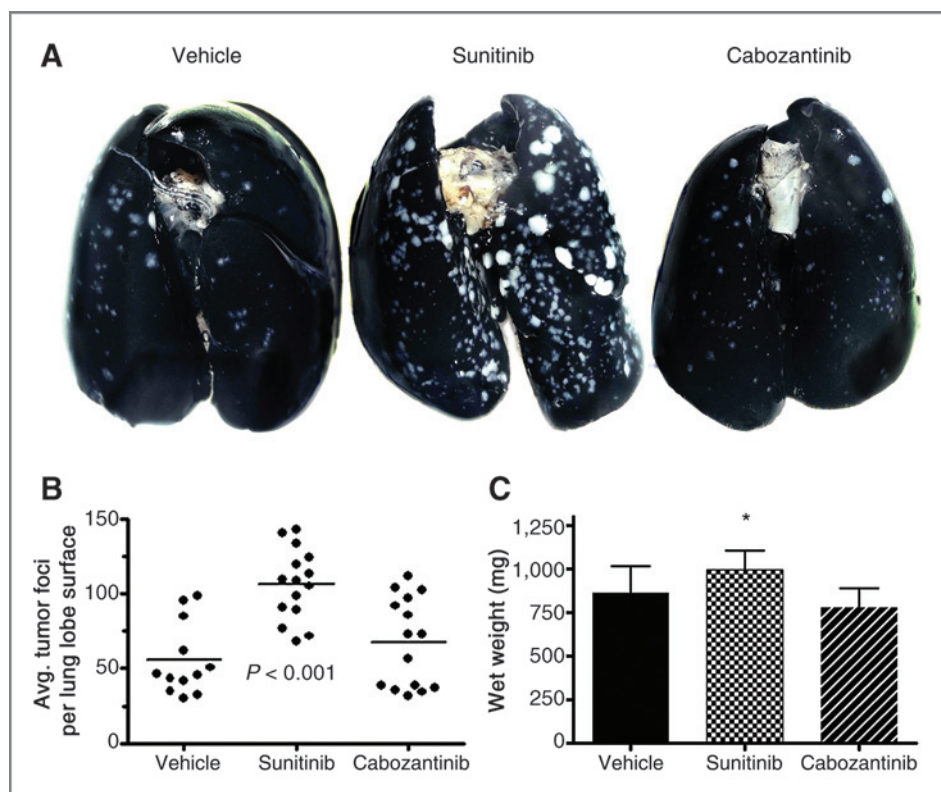 A
Vehicle
Sunitinib
Cabozantinib
B
Avg. tumor foci
per lung lobe surface
150
100
50
0
P < 0.001
Vehicle
Sunitinib
Cabozantinib
C
Wet weight (mg)
1,250
1,000
750
500
250
0
*
Vehicle
Sunitinib
Cabozantinib